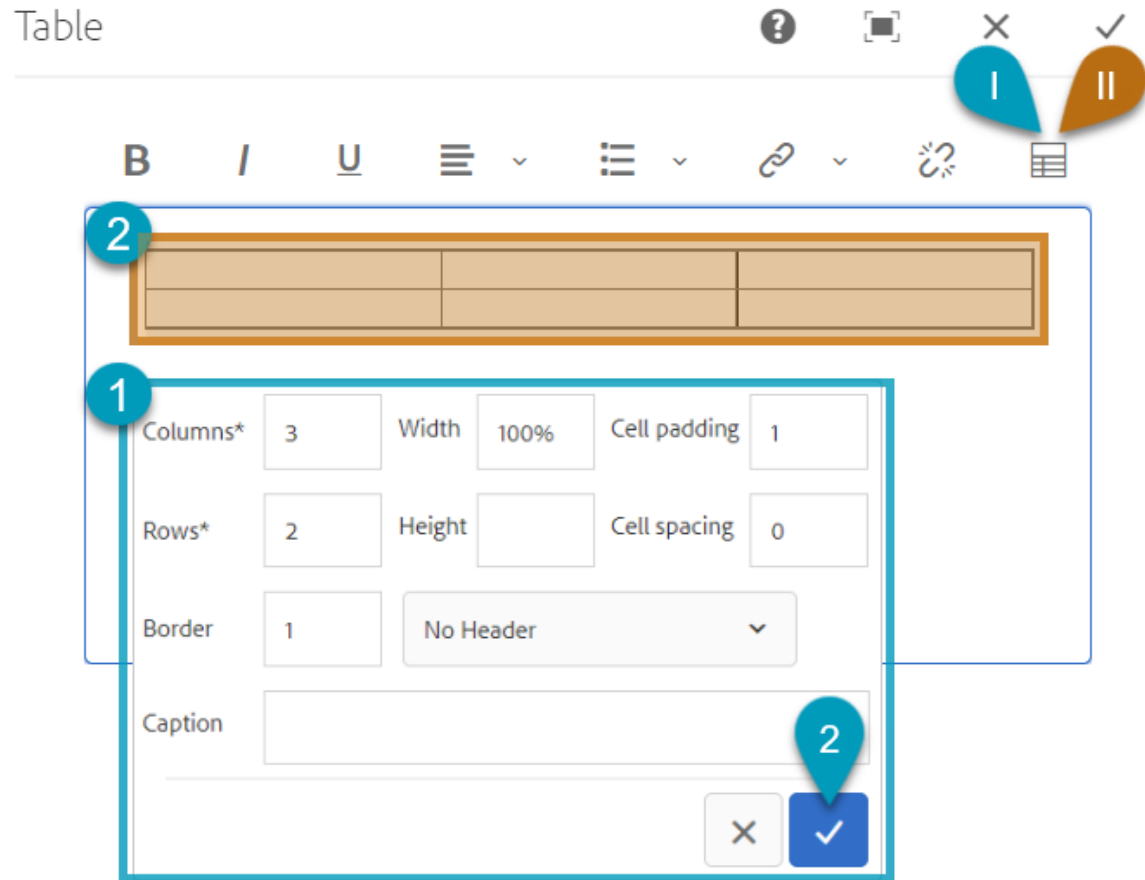 Table
?
I II
B I U
2
1
Columns* 3 Width 100% Cell padding 1
Rows* 2 Height Cell spacing 0
Border 1 No Header
Caption
2